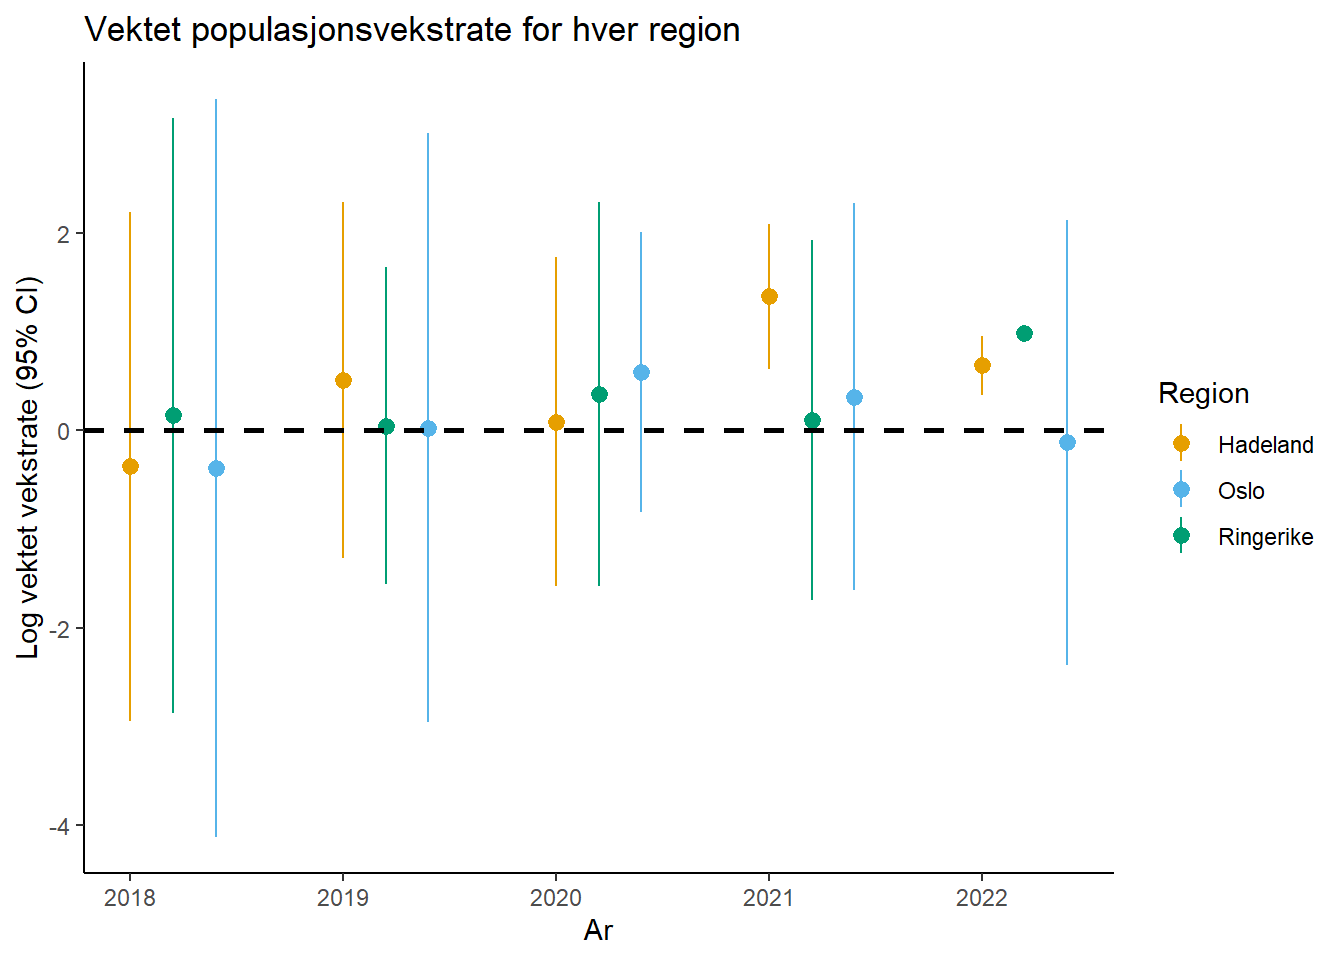 Vektet populasjonsvekstrate for hver region
Log vektet vekstrate (95% CI)
2
0
-2
-4
2018
2019
2020
2021
2022
Ar
Region
Hadeland
Oslo
Ringerike